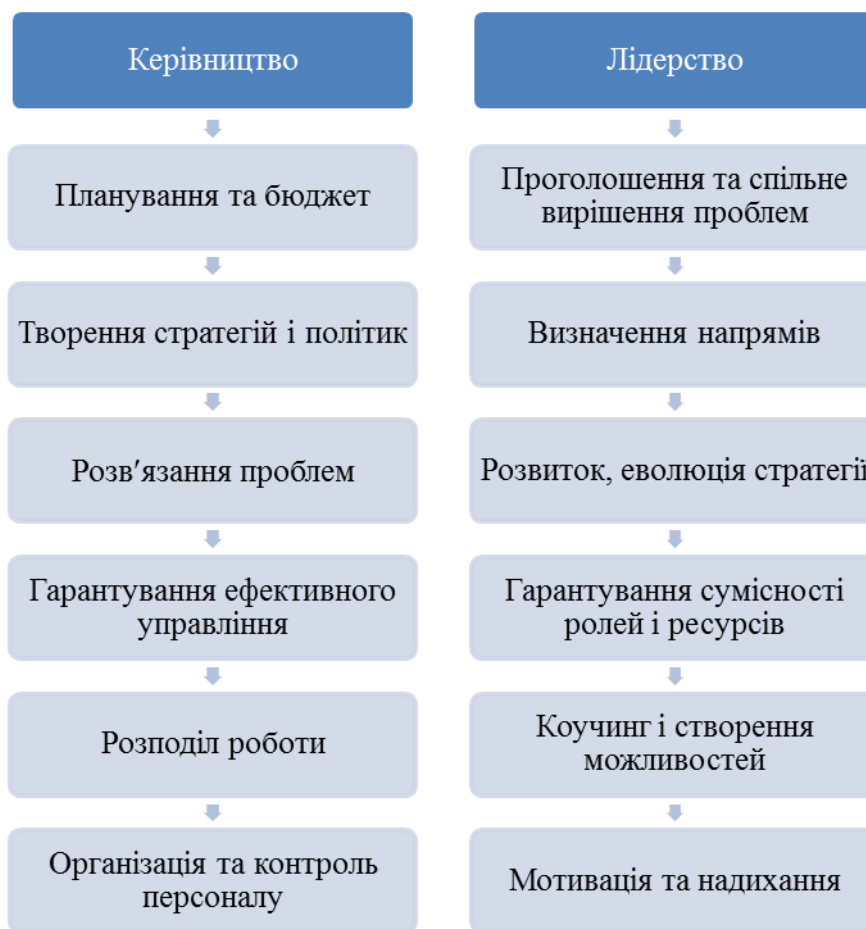 Керівництво
Планування та бюджет
Творення стратегій і політик
Розв′язання проблем
Гарантування ефективного
управління
Розподіл роботи
Організація та контроль
персоналу
Лідерство
Проголошення та спільне
вирішення проблем
Визначення напрямів
Розвиток, еволюція стратегії
Гарантування сумісності
ролей і ресурсів
Коучинг і створення
можливостей
Мотивація та надихання